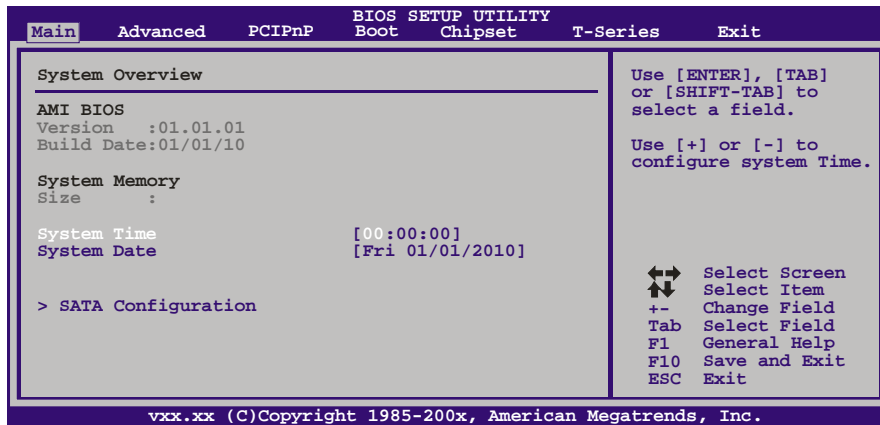 BIOS SETUP UTILITY
Main Advanced PCIPnP Boot Chipset T-Series Exit
System Overview
AMI BIOS
Version :01.01.01
Build Date:01/01/10
System Memory
Size :
System Time [00:00:00]
System Date [Fri 01/01/2010]
> SATA Configuration
Use [ENTER], [TAB]
or [SHIFT-TAB] to
select a field.
Use [+] or [-] to
configure system Time.
Select Screen
Select Item
+- Change Field
Tab Select Field
F1 General Help
F10 Save and Exit
ESC Exit
vxx.xx (C)Copyright 1985-200x, American Megatrends, Inc.